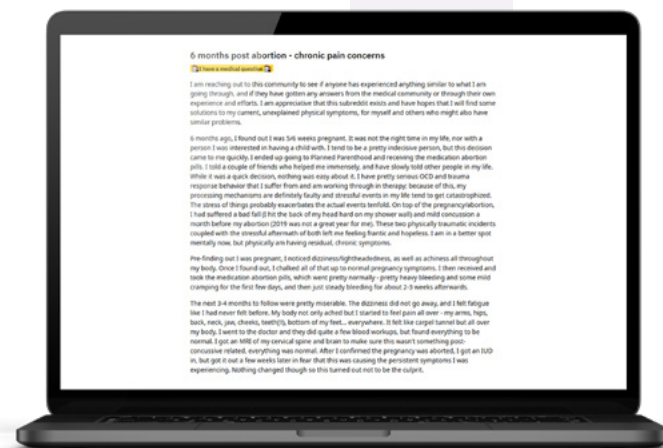 6 months post abortion - chronic pain concerns
I have a medical question
I am reaching out to this community to see if anyone has experienced anything similar to what I am
going through, and if they have gotten any answers from the medical community or through their own
experience and efforts. I am appreciative that this subreddit exists and have hopes that I will find some
solutions to my current, unexplained physical symptoms, for myself and others who might also have
similar problems.
6 months ago, I found out I was 5/6 weeks pregnant. It was not the right time in my life, nor with a
person I was interested in having a child with. I tend to be a pretty indecisive person, but this decision
came to me quickly. I ended up going to Planned Parenthood and receiving the medication abortion
pills. I told a couple of friends who helped me immensely, and have slowly told other people in my life.
While it was a quick decision, nothing was easy about it. I have pretty serious OCD and trauma
response behavior that I suffer from and am working through in therapy; because of this, my
processing mechanisms are definitely faulty and stressful events in my life tend to get catastrophized.
The stress of things probably exacerbates the actual events tenfold. On top of the pregnancy/abortion,
I had suffered a bad fall (I hit the back of my head hard on my shower wall) and mild concussion a
month before my abortion (2019 was not a great year for me). These two physically traumatic incidents
coupled with the stressful aftermath of both left me feeling frantic and hopeless. I am in a better spot
mentally now, but physically am having residual, chronic symptoms.
Pre-finding out I was pregnant, I noticed dizziness/lightheadedness, as well as achiness all throughout
my body. Once I found out, I chalked all of that up to normal pregnancy symptoms. I then received and
took the medication abortion pills, which went pretty normally - pretty heavy bleeding and some mild
cramping for the first few days, and then just steady bleeding for about 2-3 weeks afterwards.
The next 3-4 months to follow were pretty miserable. The dizziness did not go away, and I felt fatigue
like I had never felt before. My body not only ached but I started to feel pain all over - my arms, hips,
back, neck, jaw, cheeks, teeth(!), bottom of my feet... everywhere. It felt like carpel tunnel but all over
my body. I went to the doctor and they did quite a few blood workups, but found everything to be
normal. I got an MRI of my cervical spine and brain to make sure this wasn't something post-
concussive related, everything was normal. After I confirmed the pregnancy was aborted, I got an IUD
in, but got it out a few weeks later in fear that this was causing the persistent symptoms I was
experiencing. Nothing changed though so this turned out not to be the culprit.